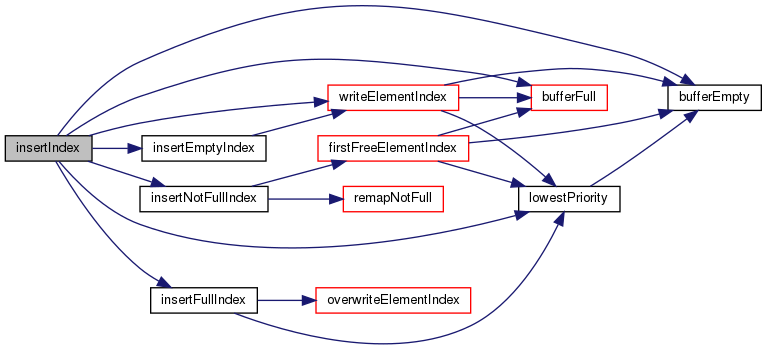 insertIndex
insertEmptyIndex
insertNotFullIndex
insertFullIndex
writeElementIndex
firstFreeElementIndex
remapNotFull
overwriteElementIndex
bufferFull
lowestPriority
bufferEmpty